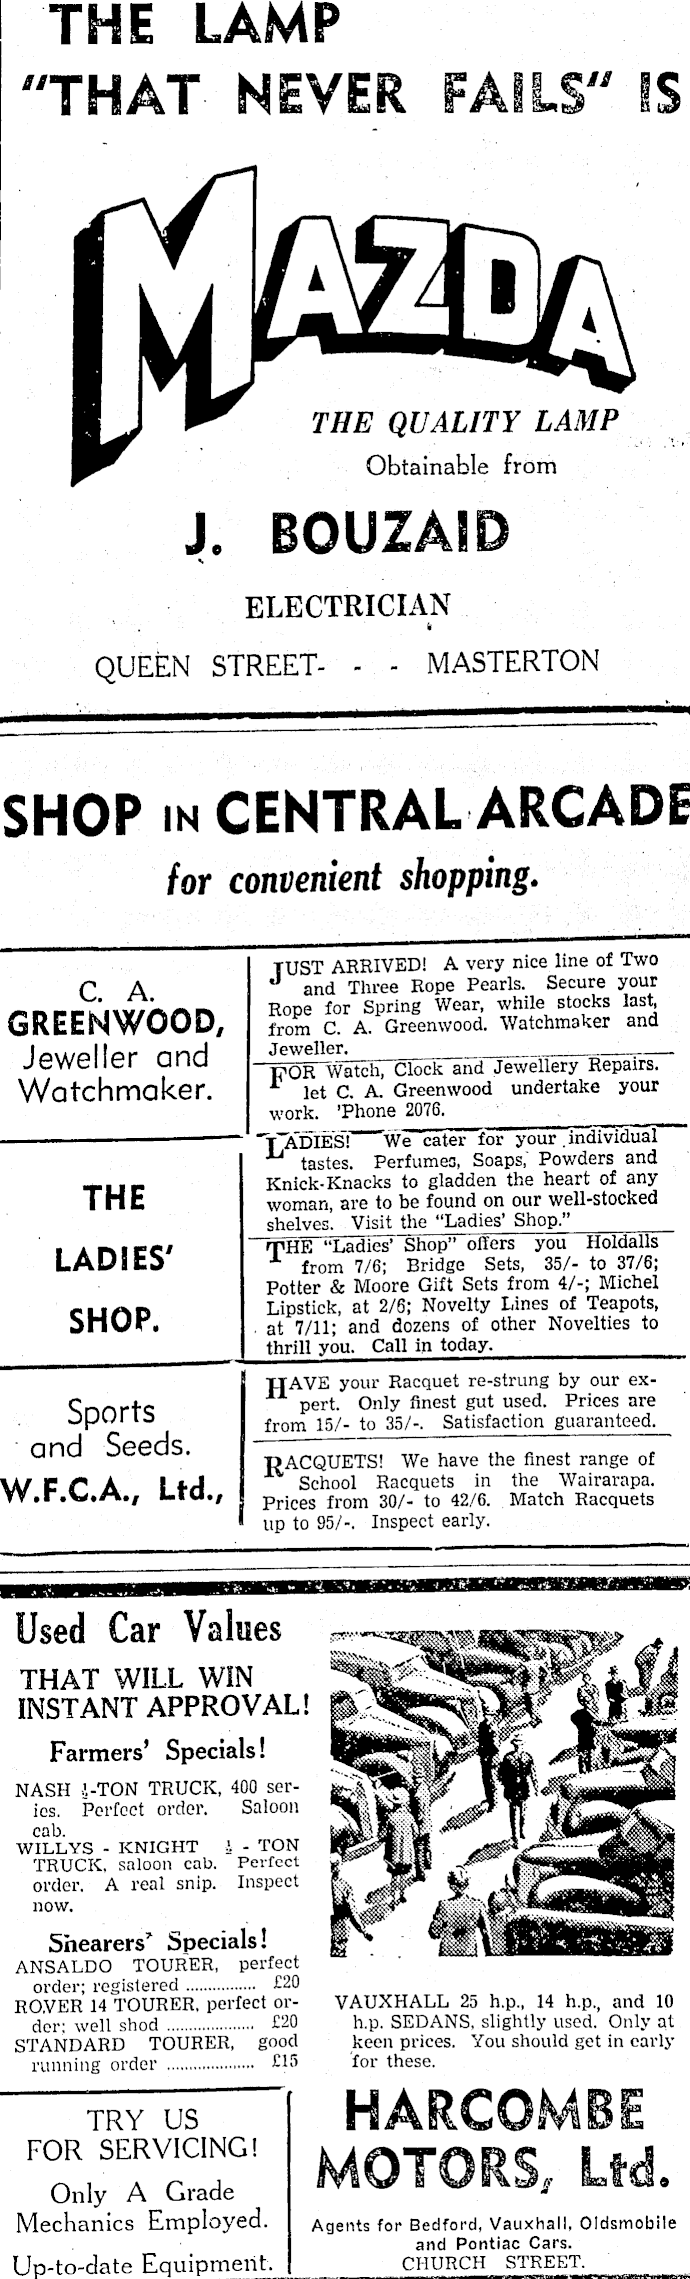 THE LAMP
"THAT NEVER FAILS" IS
MAZDA
THE QUALITY LAMP
Obtainable from
J. BOUZAID
ELECTRICIAN
QUEEN STREET- - - MASTERTON
SHOP IN CENTRAL ARCADE
for convenient shopping.
C. A.
GREENWOOD,
Jeweller and
Watchmaker.
JUST ARRIVED! A very nice line of Two
and Three Rope Pearls. Secure your
Rope for Spring Wear, while stocks last,
from C. A. Greenwood. Watchmaker and
Jeweller.
FOR Watch, Clock and Jewellery Repairs.
let C. A. Greenwood undertake your
work. 'Phone 2076.
THE
LADIES'
SHOP.
LADIES! We cater for your individual
tastes. Perfumes, Soaps, Powders and
Knick-Knacks to gladden the heart of any
woman, are to be found on our well-stocked
shelves. Visit the "Ladies' Shop."
THE "Ladies' Shop" offers you Holdalls
from 7/6; Bridge Sets, 35/- to 37/6;
Potter & Moore Gift Sets from 4/-; Michel
Lipstick, at 2/6; Novelty Lines of Teapots,
at 7/11; and dozens of other Novelties to
thrill you. Call in today.
Sports
and Seeds.
W.F.C.A., Ltd.,
HAVE your Racquet re-strung by our ex-
pert. Only finest gut used. Prices are
from 15/- to 35/-. Satisfaction guaranteed.
RACQUETS! We have the finest range of
School Racquets in the Wairarapa.
Prices from 30/- to 42/6. Match Racquets
up to 95/-. Inspect early.
Used Car Values
THAT WILL WIN
INSTANT APPROVAL!
Farmers' Specials!
NASH -TON TRUCK, 400 ser-
ies. Perfect order. Saloon
cab.
WILLYS - KNIGHT - TON
TRUCK, saloon cab. Perfect
order. A real snip. Inspect
now.
Shearers' Specials!
ANSALDO TOURER, perfect
order; registered ................ £20
ROVER 14 TOURER, perfect or-
der; well shod .................... £20
STANDARD TOURER, good
running order .................... £15
VAUXHALL 25 h.p., 14 h.p., and 10
h.p. SEDANS, slightly used. Only at
keen prices. You should get in early
for these.
TRY US
FOR SERVICING!
Only A Grade
Mechanics Employed.
Up-to-date Equipment.
HARCOMBE
MOTORS, Ltd.
Agents for Bedford, Vauxhall, Oldsmobile
and Pontiac Cars.
CHURCH STREET.